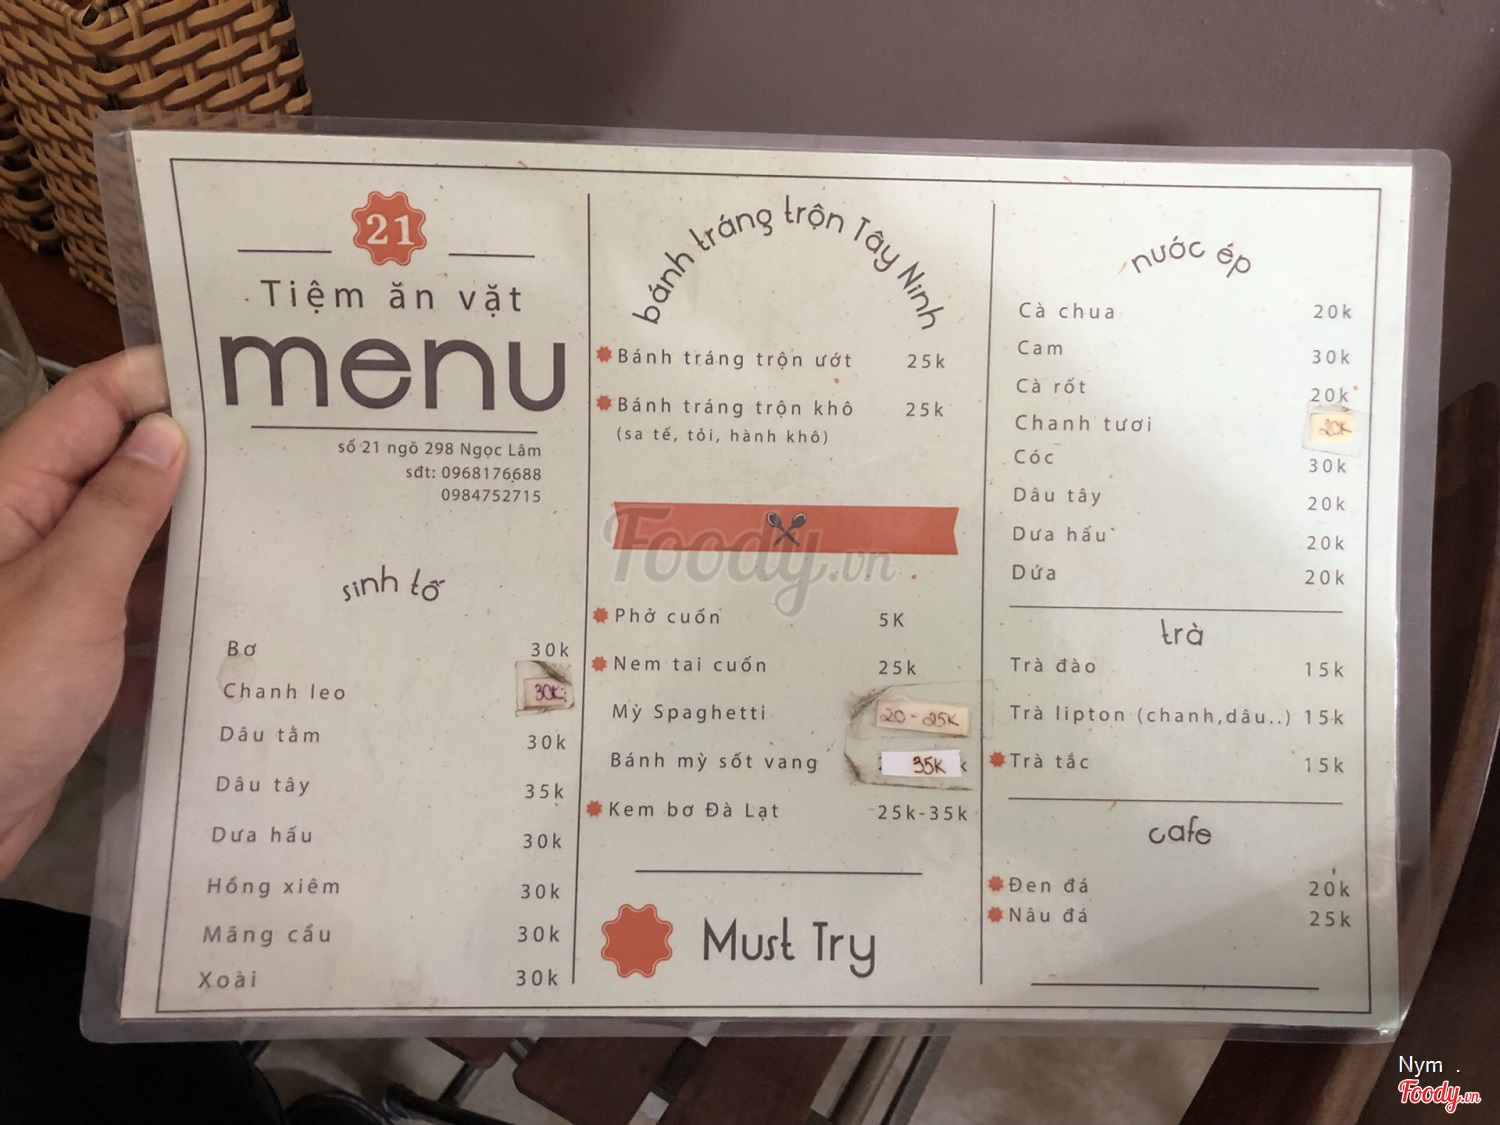 21
Tiệm ăn vặt
menu
số 21 ngõ 298 Ngọc Lâm
sđt: 0968176688
0984752715
sinh tố
Bơ 30k
Chanh leo 30K
Dâu tằm 30k
Dâu tây 35k
Dưa hấu 30k
Hồng xiêm 30k
Mãng cầu 30k
Xoài 30k
bánh tráng trộn Tây Ninh
Bánh tráng trộn ướt 25k
Bánh tráng trộn khô 25k
(sa tế, tỏi, hành khô)
Foody.vn
Phở cuốn 5K
Nem tai cuốn 25k
Mỳ Spaghetti 20-25K
Bánh mỳ sốt vang 35K
Kem bơ Đà Lạt 25k-35k
Must Try
nước ép
Cà chua 20k
Cam 30k
Cà rốt 20k
Chanh tươi 20K
Cóc 30k
Dâu tây 20k
Dưa hấu 20k
Dứa 20k
trà
Trà đào 15k
Trà lipton (chanh,dâu..) 15k
Trà tắc 15k
cafe
Đen đá 20k
Nâu đá 25k
Nym .
Foody.vn